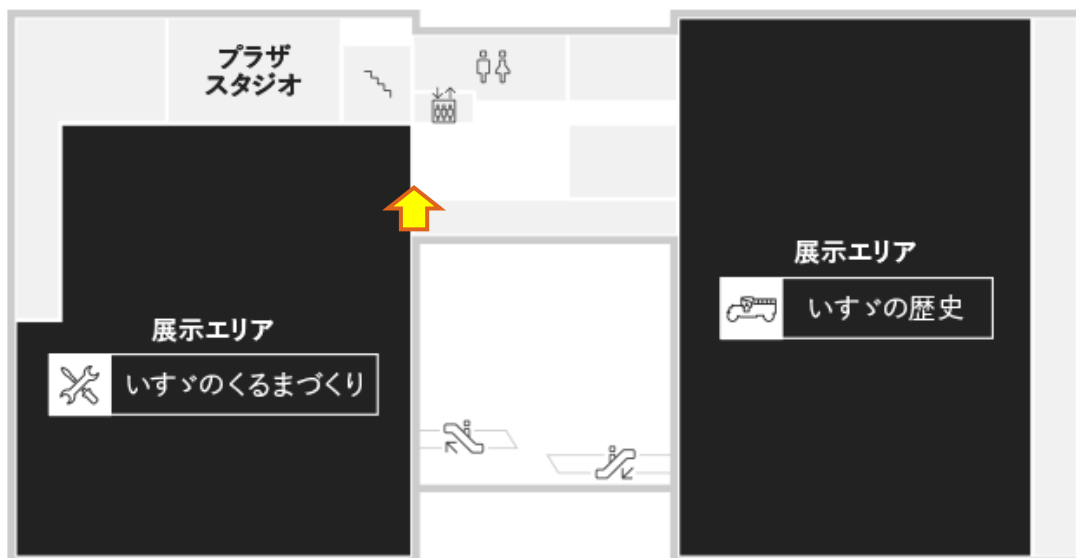 プラザ
スタジオ
展示エリア
いすゞの歴史
展示エリア
いすゞのくるまづくり